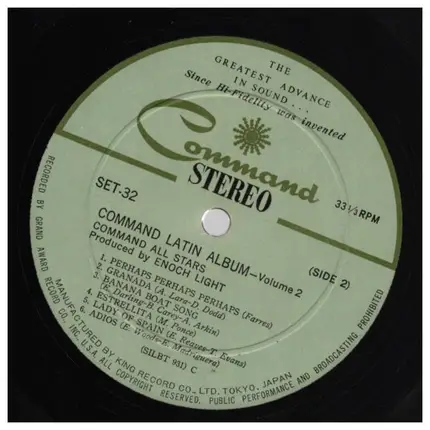 THE
GREATEST ADVANCE
IN SOUND...
Since Hi-Fidelity was invented
Command
STEREO
SET-32
33 1/3 RPM
COMMAND LATIN ALBUM—Volume 2
(SIDE 2)
COMMAND ALL STARS
Produced by ENOCH LIGHT
1. PERHAPS PERHAPS PERHAPS (Farres)
2. GRANADA (A. Lara-D. Dodd)
3. BANANA BOAT SONG
(E. Darling-B. Carey-A. Arkin)
4. ESTRELLITA (M. Ponce)
5. LADY OF SPAIN (E. Reaves-T. Evans)
6. ADIOS (E. Woods-E. Madriguera)
(SILBT 931) C
RECORDED BY GRAND AWARD RECORD CO. INC. U.S.A. ALL COPYRIGHT RESERVED. PUBLIC PERFORMANCE AND BROADCASTING PROHIBITED
MANUFACTURED BY KING RECORD CO., LTD. TOKYO, JAPAN